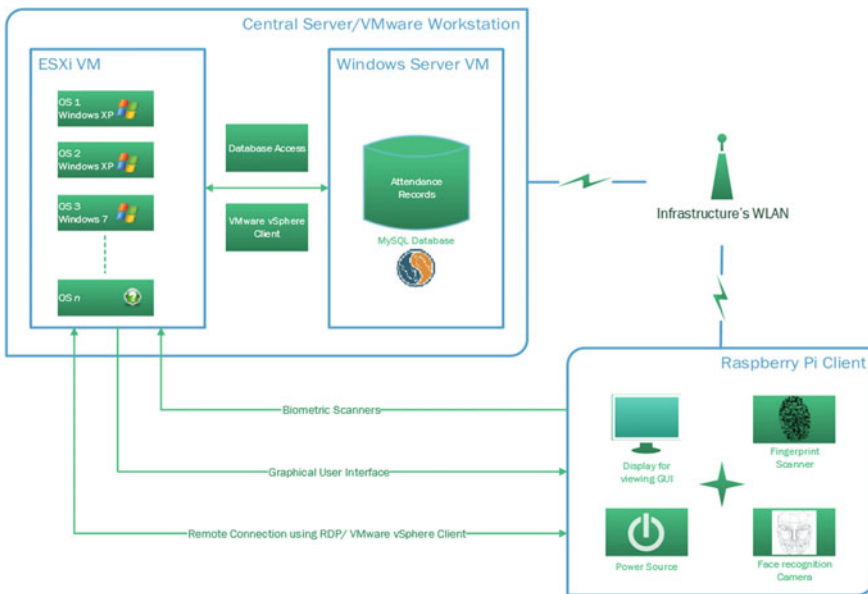 Central Server/VMware Workstation
ESXi VM
OS 1
Windows XP
OS 2
Windows XP
OS 3
Windows 7
OS n
Database Access
VMware vSphere
Client
Windows Server VM
Attendance
Records
MySQL Database
Infrastructure's WLAN
Biometric Scanners
Graphical User Interface
Remote Connection using RDP/ VMware vSphere Client
Raspberry Pi Client
Display for
viewing GUI
Fingerprint
Scanner
Power Source
Face recognition
Camera